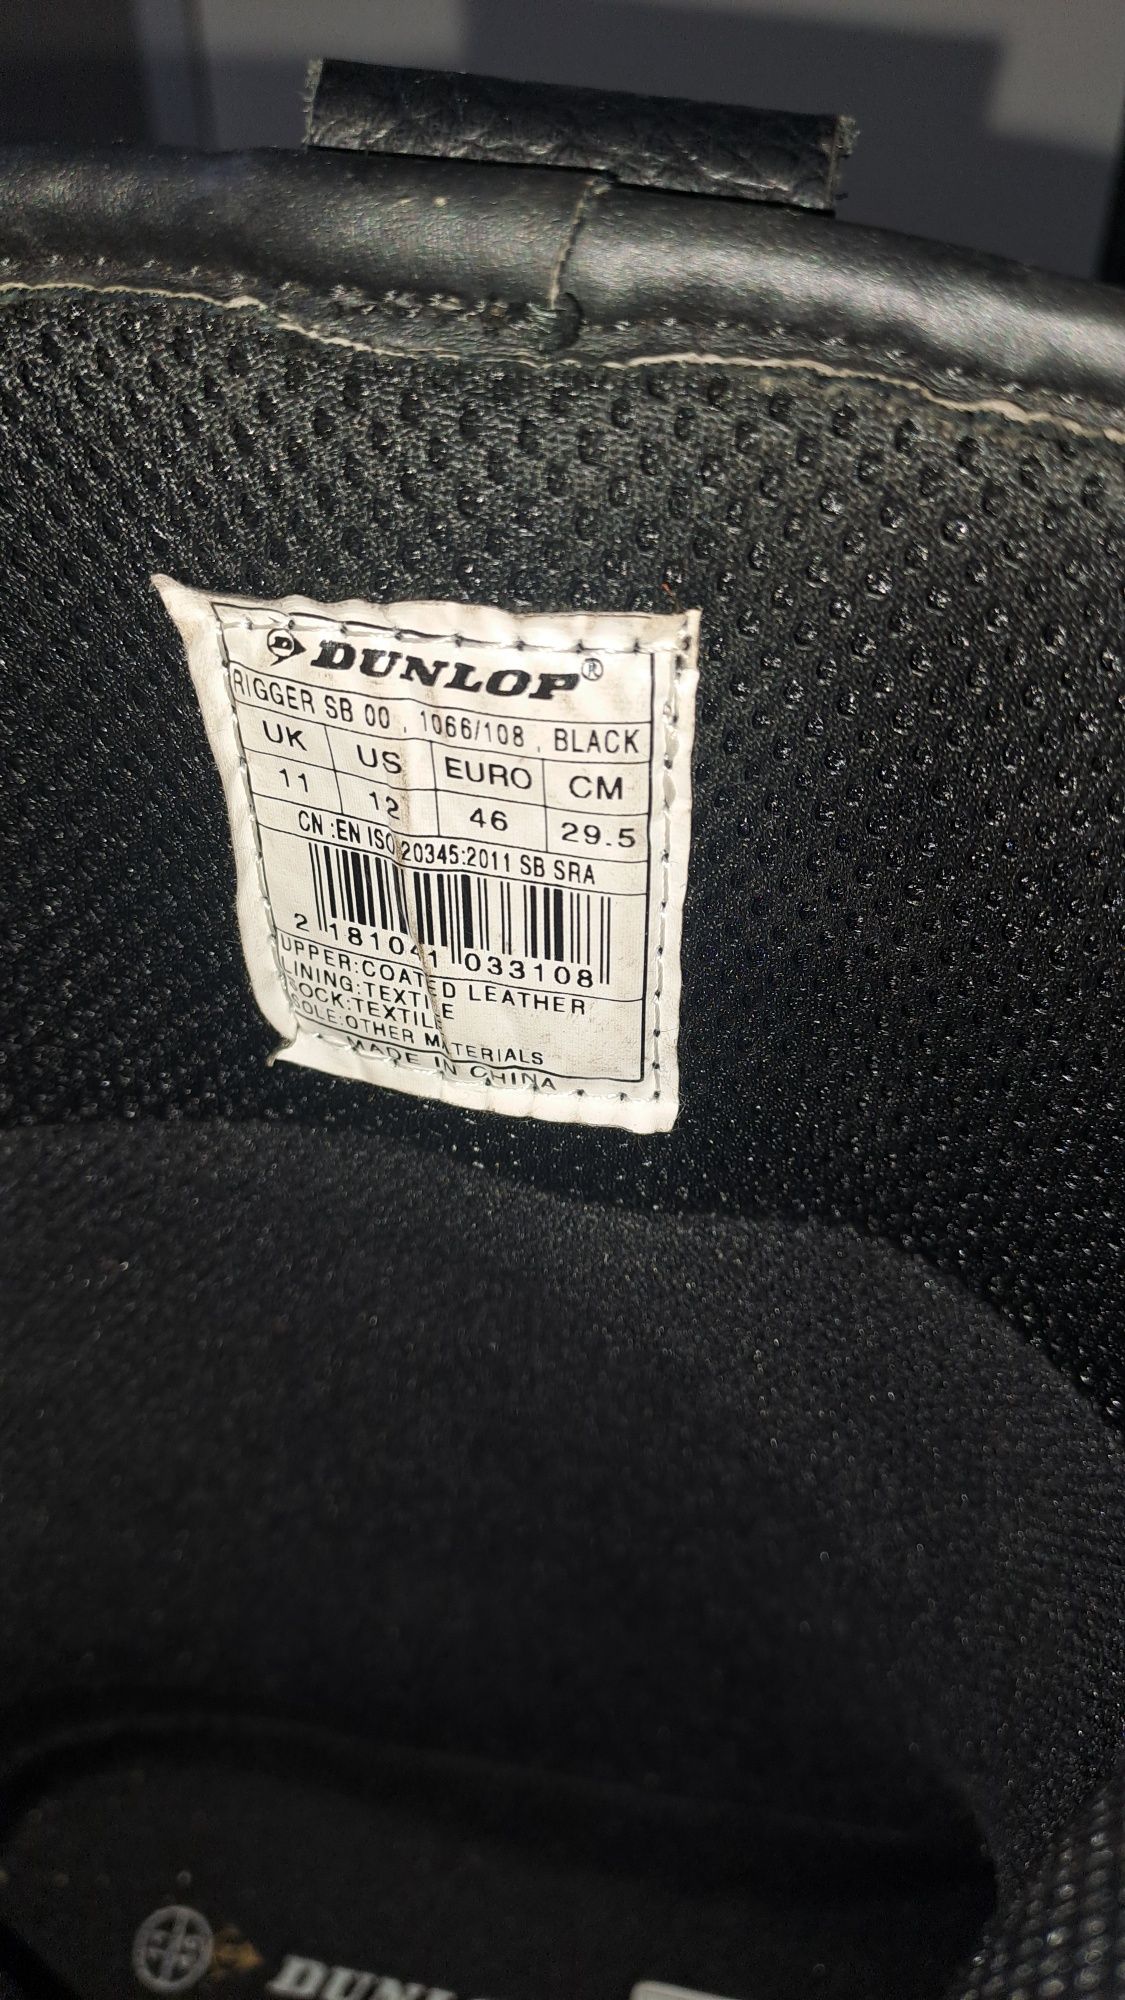 DUNLOP®
RIGGER SB 00 , 1066/108 , BLACK
UK US EURO CM
11 12 46 29.5
CN :EN ISO 20345:2011 SB SRA
2 181041 033108
UPPER:COATED LEATHER
LINING:TEXTILE
SOCK:TEXTILE
SOLE:OTHER MATERIALS
MADE IN CHINA
DUNL